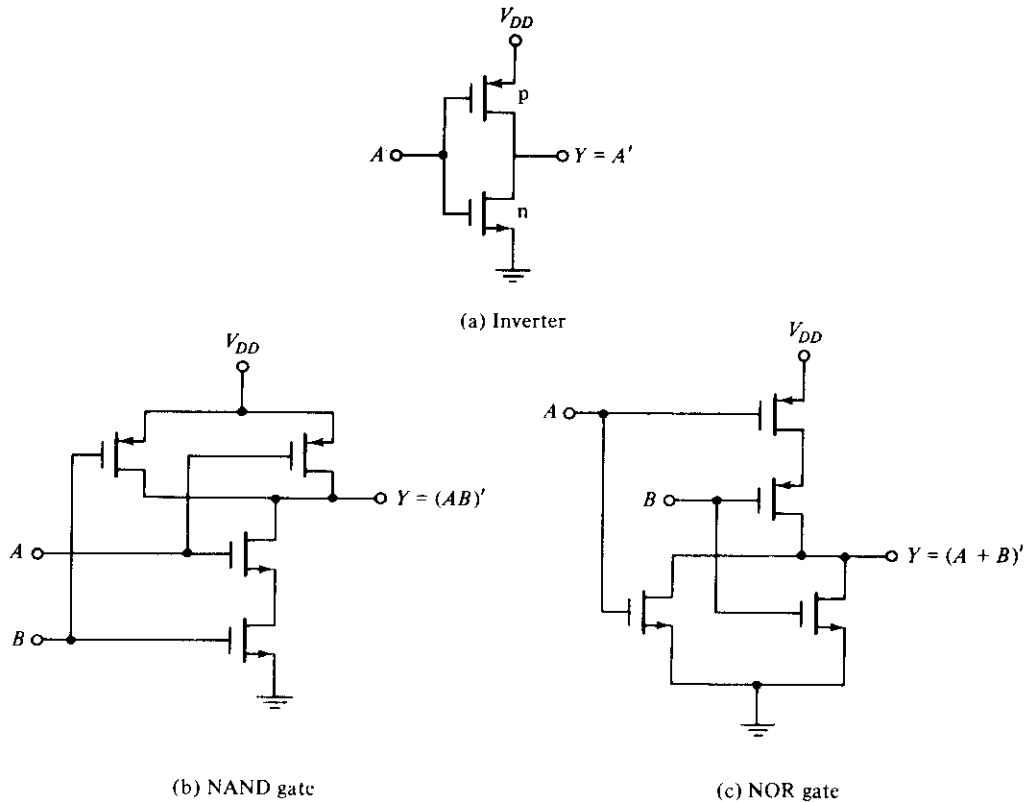 V_DD
p
A
Y = A'
n
(a) Inverter
V_DD
Y = (AB)'
A
B
(b) NAND gate
V_DD
A
B
Y = (A + B)'
(c) NOR gate